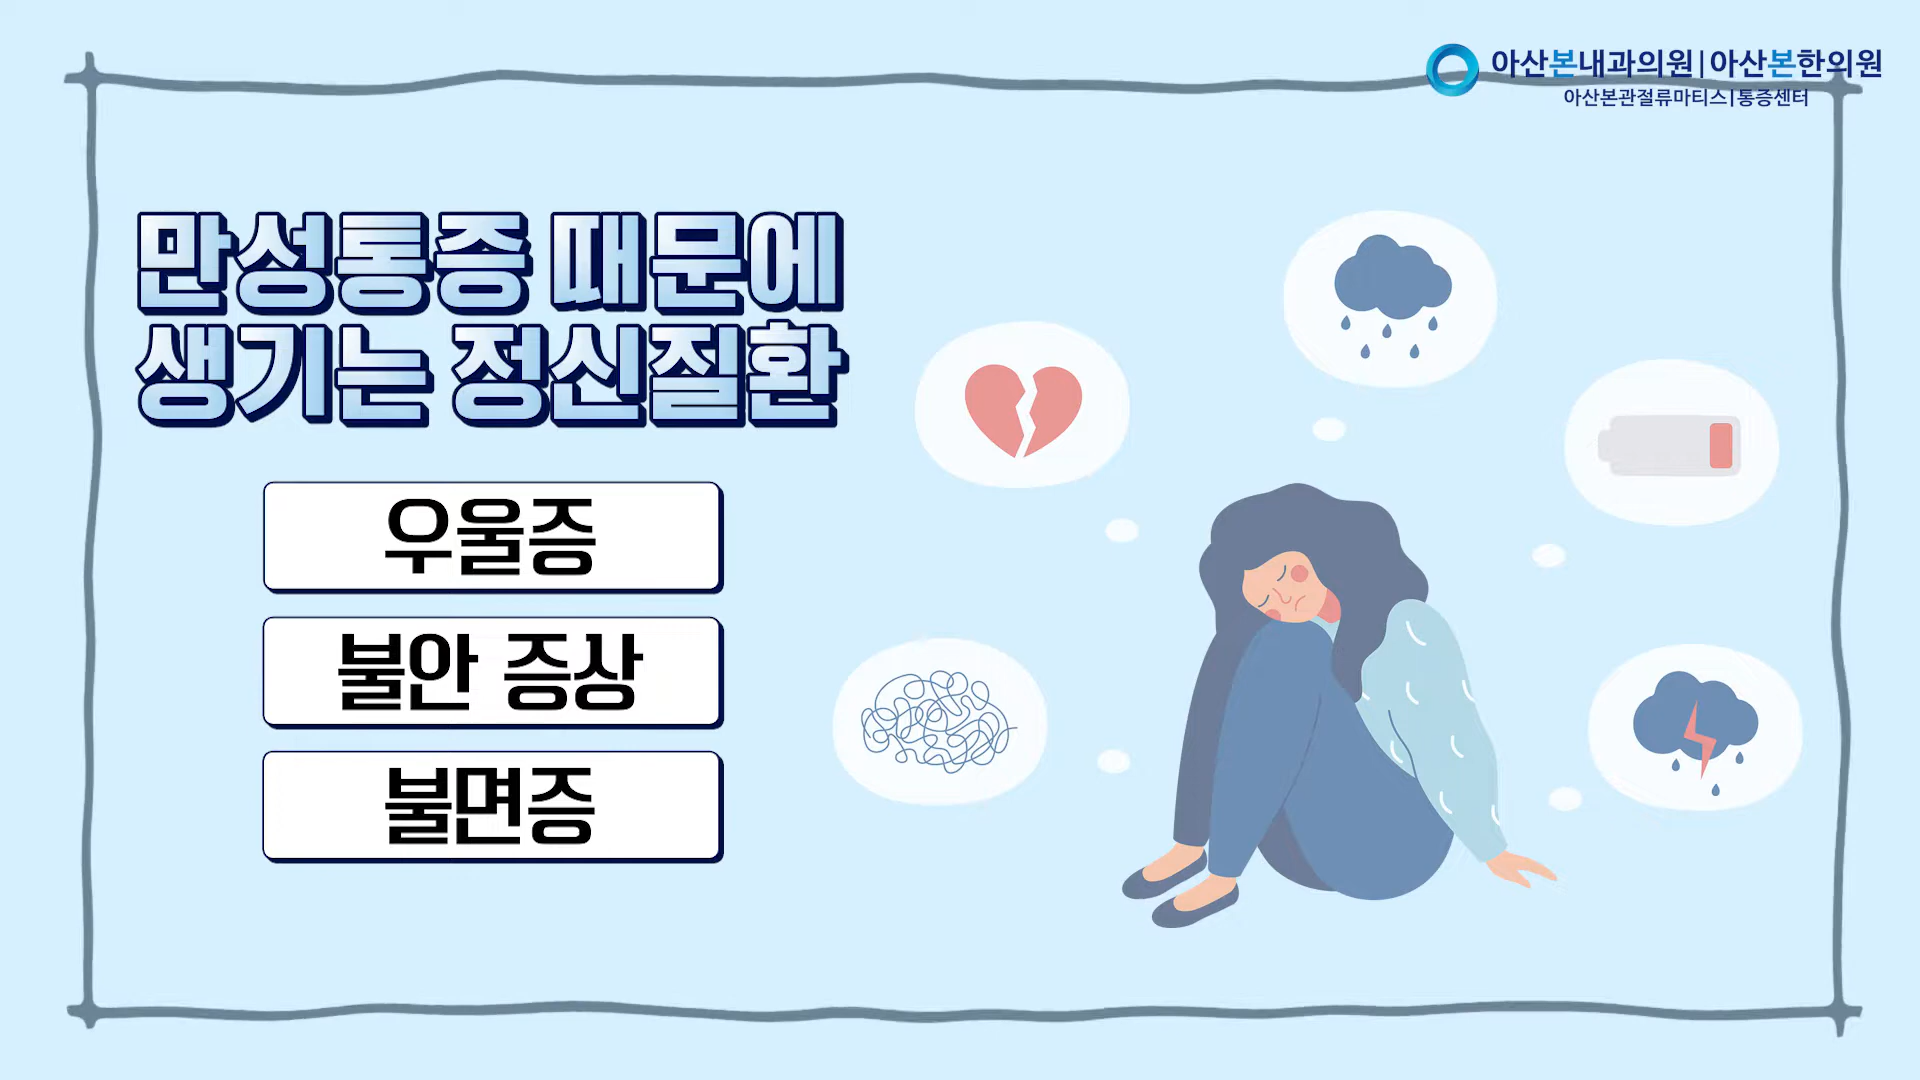 아산본내과의원|아산본한의원
아산본관절류마티스|통증센터
만성통증 때문에
생기는 정신질환
우울증
불안 증상
불면증